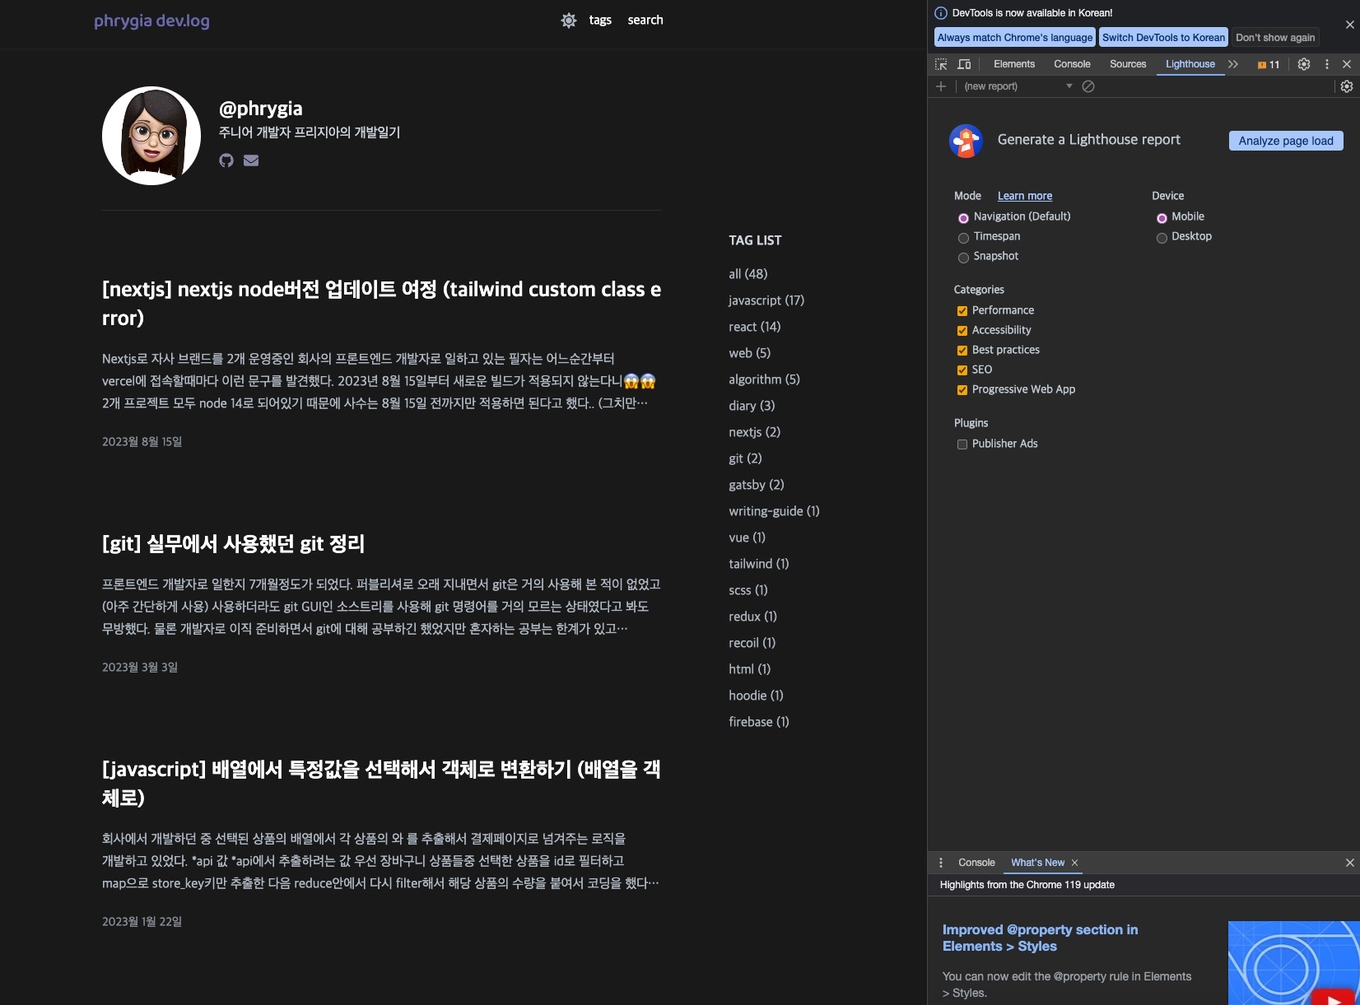 phrygia dev.log
tags
search
@phrygia
주니어 개발자 프리지아의 개발일기
[nextjs] nextjs node버전 업데이트 여정 (tailwind custom class e
rror)
Nextjs로 자사 브랜드를 2개 운영중인 회사의 프론트엔드 개발자로 일하고 있는 필자는 어느순간부터
vercel에 접속할때마다 이런 문구를 발견했다. 2023년 8월 15일부터 새로운 빌드가 적용되지 않는다니😱😱
2개 프로젝트 모두 node 14로 되어있기 때문에 사수는 8월 15일 전까지만 적용하면 된다고 했다.. (그치만…
2023년 8월 15일
[git] 실무에서 사용했던 git 정리
프론트엔드 개발자로 일한지 7개월정도가 되었다. 퍼블리셔로 오래 지내면서 git은 거의 사용해 본 적이 없었고
(아주 간단하게 사용) 사용하더라도 git GUI인 소스트리를 사용해 git 명령어를 거의 모르는 상태였다고 봐도
무방했다. 물론 개발자로 이직 준비하면서 git에 대해 공부하긴 했었지만 혼자하는 공부는 한계가 있고…
2023년 3월 3일
[javascript] 배열에서 특정값을 선택해서 객체로 변환하기 (배열을 객
체로)
회사에서 개발하던 중 선택된 상품의 배열에서 각 상품의 와 를 추출해서 결제페이지로 넘겨주는 로직을
개발하고 있었다. *api 값 *api에서 추출하려는 값 우선 장바구니 상품들중 선택한 상품을 id로 필터하고
map으로 store_key키만 추출한 다음 reduce안에서 다시 filter해서 해당 상품의 수량을 붙여서 코딩을 했다…
2023년 1월 22일
TAG LIST
all (48)
javascript (17)
react (14)
web (5)
algorithm (5)
diary (3)
nextjs (2)
git (2)
gatsby (2)
writing-guide (1)
vue (1)
tailwind (1)
scss (1)
redux (1)
recoil (1)
html (1)
hoodie (1)
firebase (1)
DevTools is now available in Korean!
Always match Chrome's language
Switch DevTools to Korean
Don't show again
Elements
Console
Sources
Lighthouse
11
(new report)
Generate a Lighthouse report
Analyze page load
Mode
Learn more
Device
Navigation (Default)
Mobile
Timespan
Desktop
Snapshot
Categories
Performance
Accessibility
Best practices
SEO
Progressive Web App
Plugins
Publisher Ads
Console
What's New
Highlights from the Chrome 119 update
Improved @property section in
Elements > Styles
You can now edit the @property rule in Elements
> Styles.